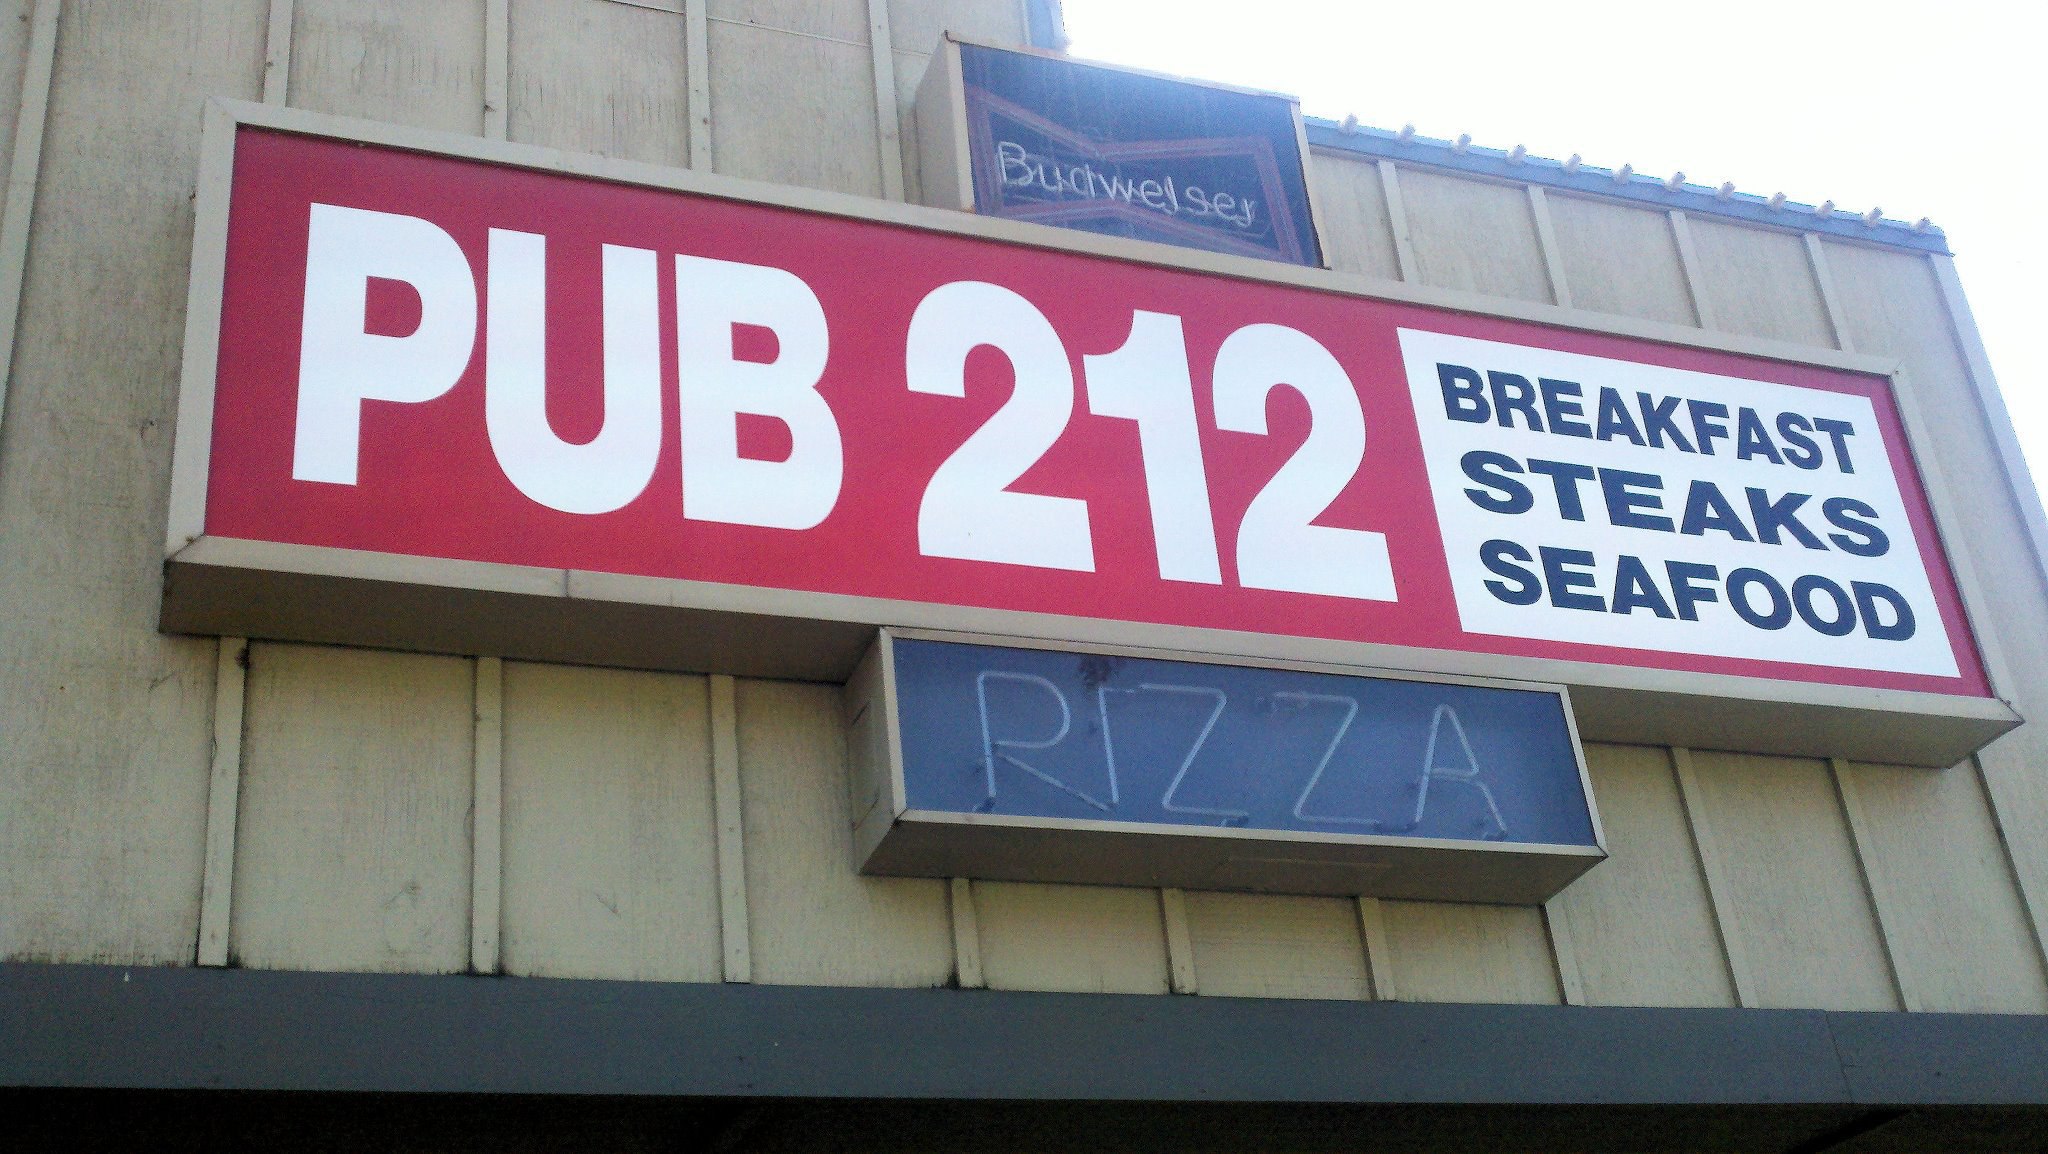 Budweiser
PUB 212
BREAKFAST
STEAKS
SEAFOOD
PIZZA